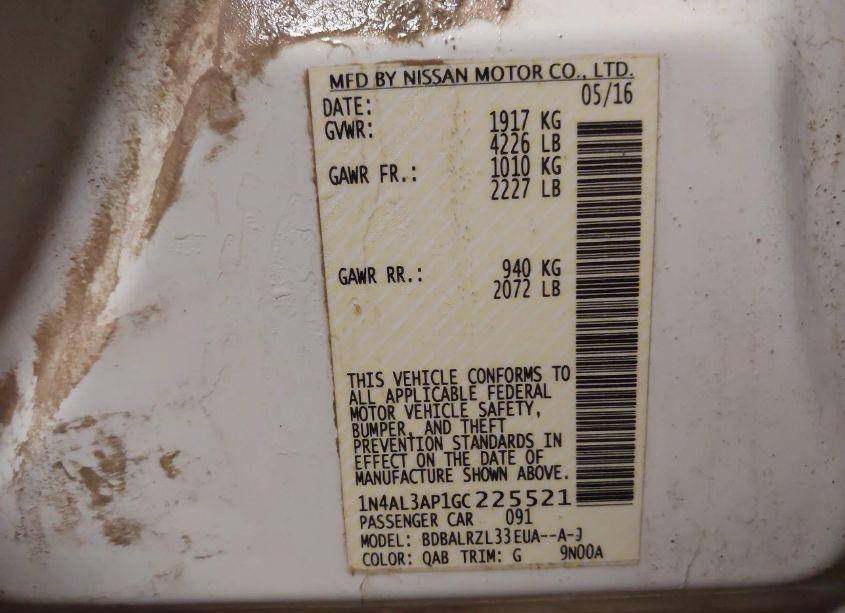 MFD BY NISSAN MOTOR CO., LTD.
DATE: 05/16
GVWR: 1917 KG
4226 LB
GAWR FR.: 1010 KG
2227 LB
GAWR RR.: 940 KG
2072 LB
THIS VEHICLE CONFORMS TO
ALL APPLICABLE FEDERAL
MOTOR VEHICLE SAFETY,
BUMPER, AND THEFT
PREVENTION STANDARDS IN
EFFECT ON THE DATE OF
MANUFACTURE SHOWN ABOVE.
1N4AL3AP1GC225521
PASSENGER CAR 091
MODEL: BDBALRZL33EUA--A-J
COLOR: QAB TRIM: G 9N00A